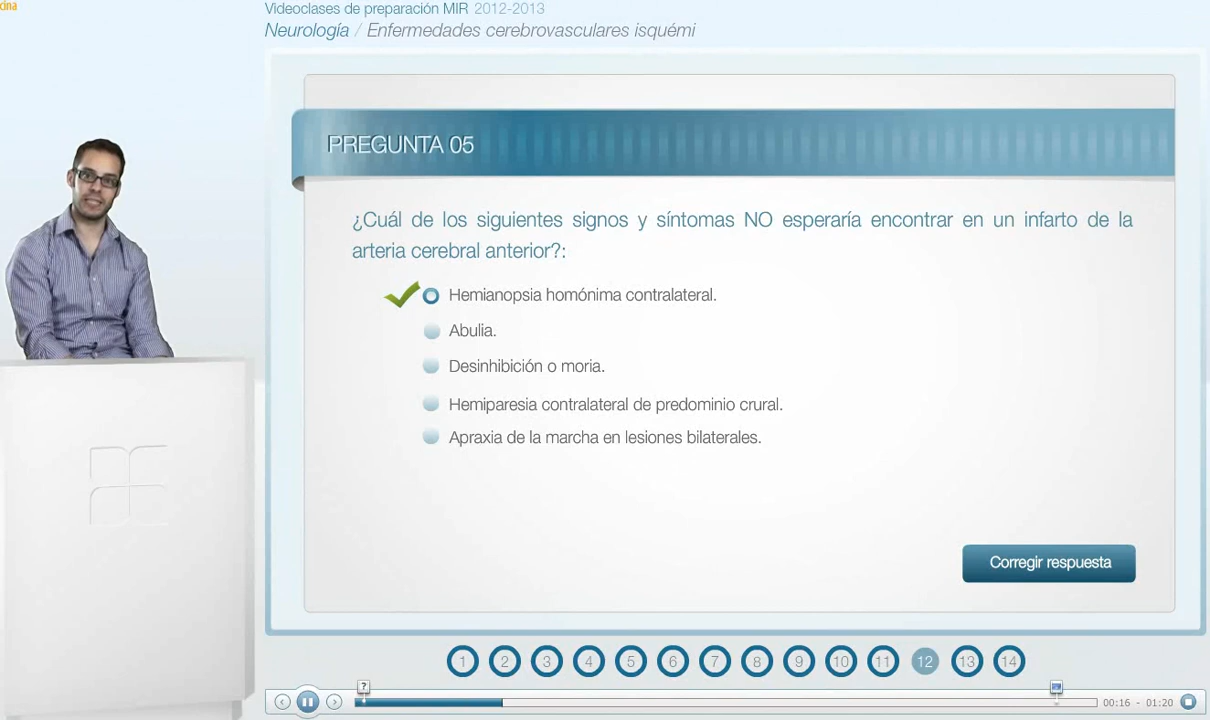 cina
Videoclases de preparación MIR 2012-2013
Neurología / Enfermedades cerebrovasculares isquémi
PREGUNTA 05
¿Cuál de los siguientes signos y síntomas NO esperaría encontrar en un infarto de la
arteria cerebral anterior?:
Hemianopsia homónima contralateral.
Abulia.
Desinhibición o moria.
Hemiparesia contralateral de predominio crural.
Apraxia de la marcha en lesiones bilaterales.
Corregir respuesta
1 2 3 4 5 6 7 8 9 10 11 12 13 14
?
00:16 - 01:20